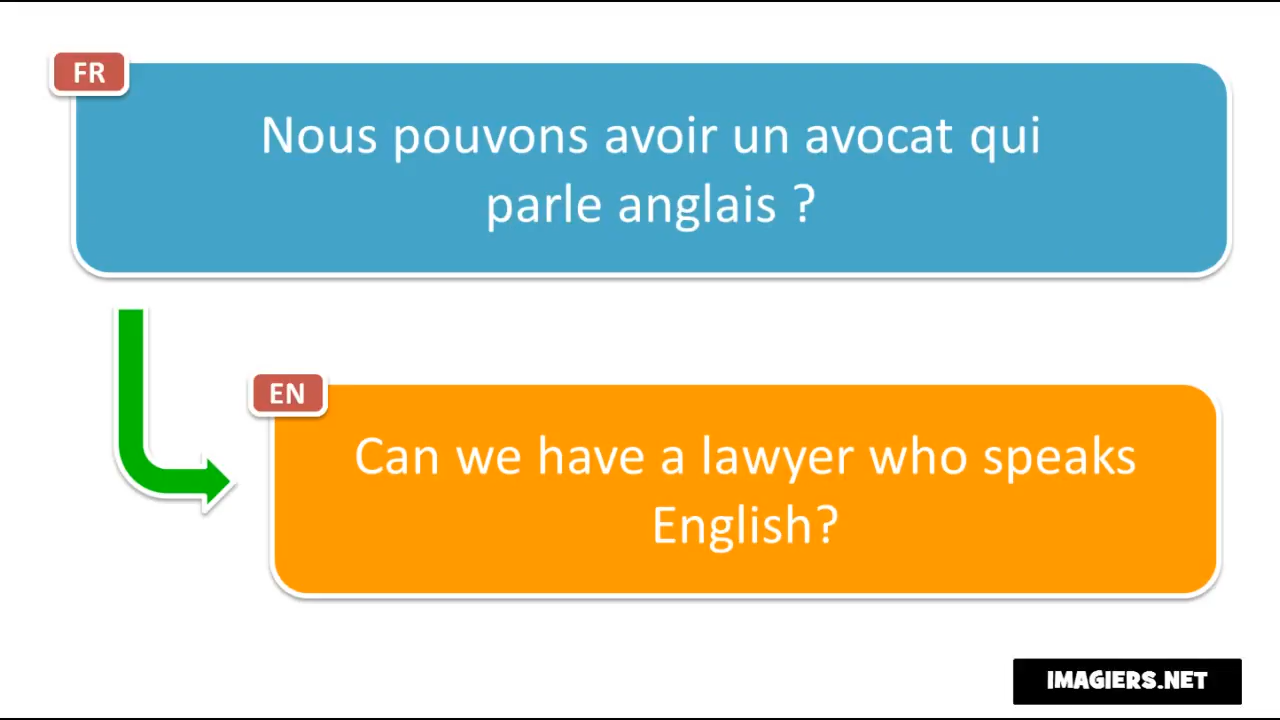 FR
Nous pouvons avoir un avocat qui
parle anglais ?
EN
Can we have a lawyer who speaks
English?
IMAGIERS.NET